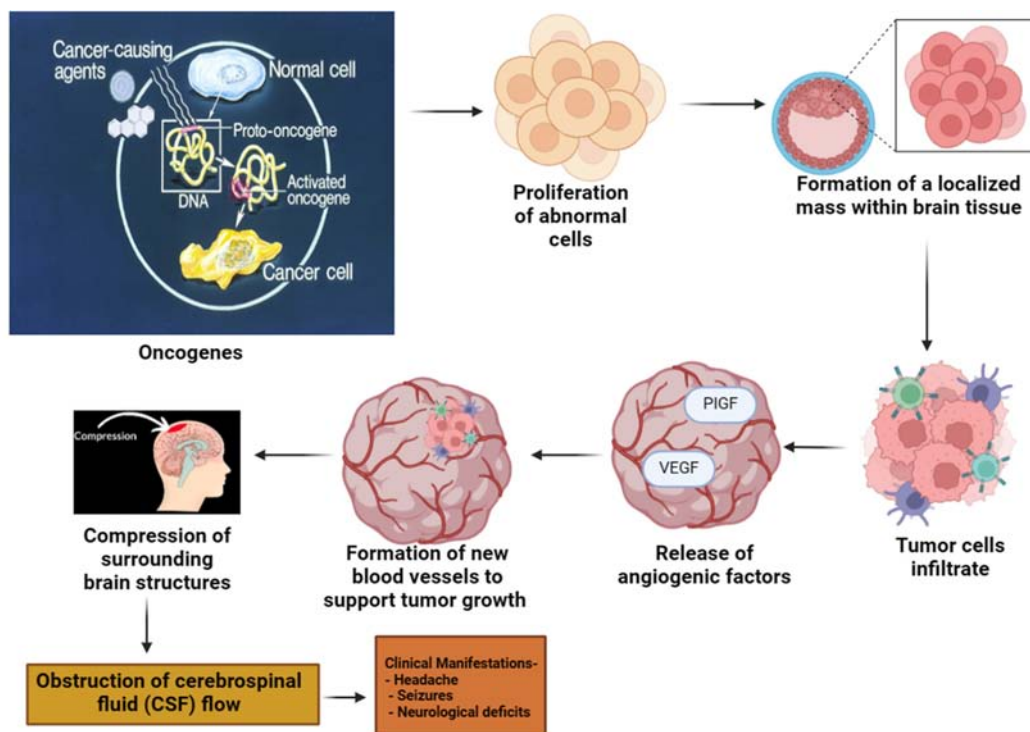 Cancer-causing
agents
Normal cell
Proto-oncogene
Activated
oncogene
DNA
Cancer cell
Oncogenes
Proliferation
of abnormal
cells
Formation of a localized
mass within brain tissue
Tumor cells
infiltrate
PIGF
VEGF
Release of
angiogenic factors
Formation of new
blood vessels to
support tumor growth
Compression
Compression of
surrounding
brain structures
Obstruction of cerebrospinal
fluid (CSF) flow
Clinical Manifestations-
- Headache
- Seizures
- Neurological deficits